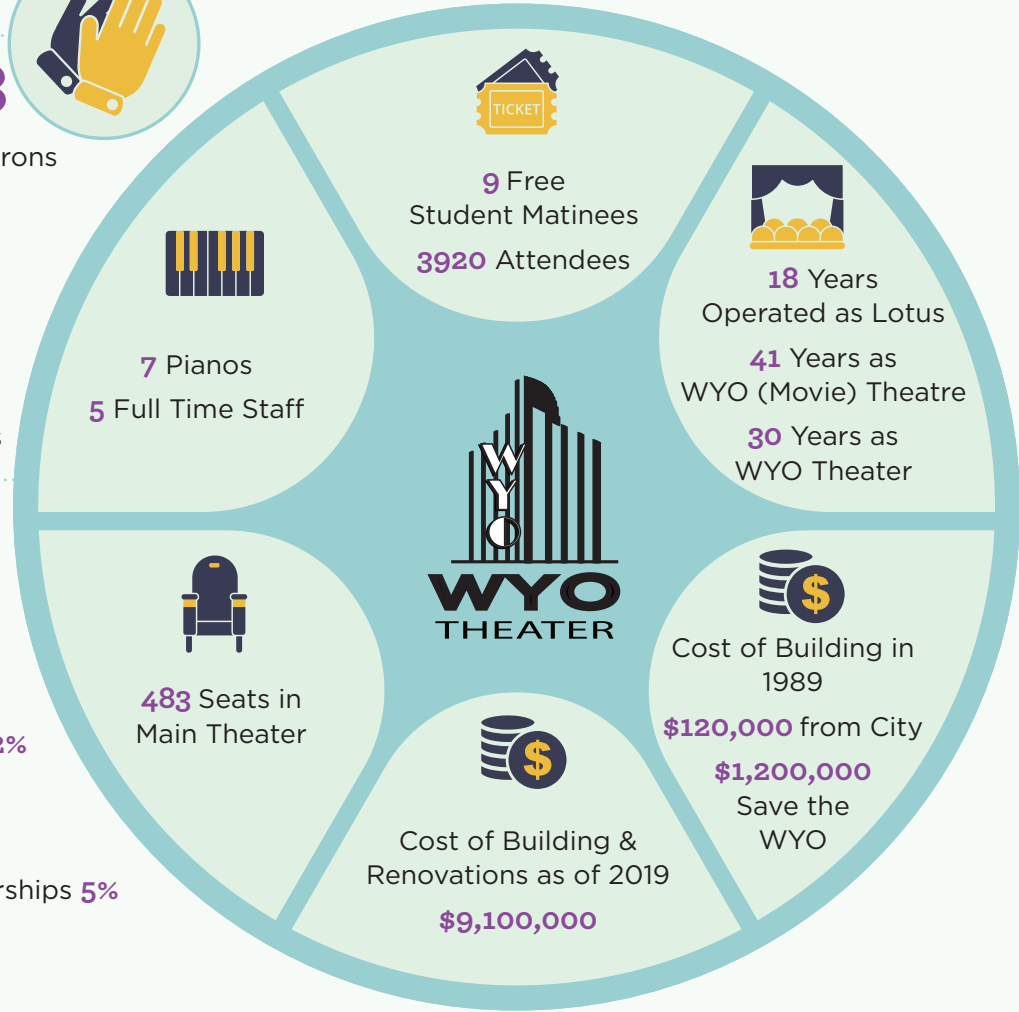 TICKET
9 Free
Student Matinees
3920 Attendees
18 Years
Operated as Lotus
41 Years as
WYO (Movie) Theatre
30 Years as
WYO Theater
7 Pianos
5 Full Time Staff
WYO
WYO
THEATER
Cost of Building in
1989
$120,000 from City
$1,200,000
Save the
WYO
483 Seats in
Main Theater
Cost of Building &
Renovations as of 2019
$9,100,000
5%